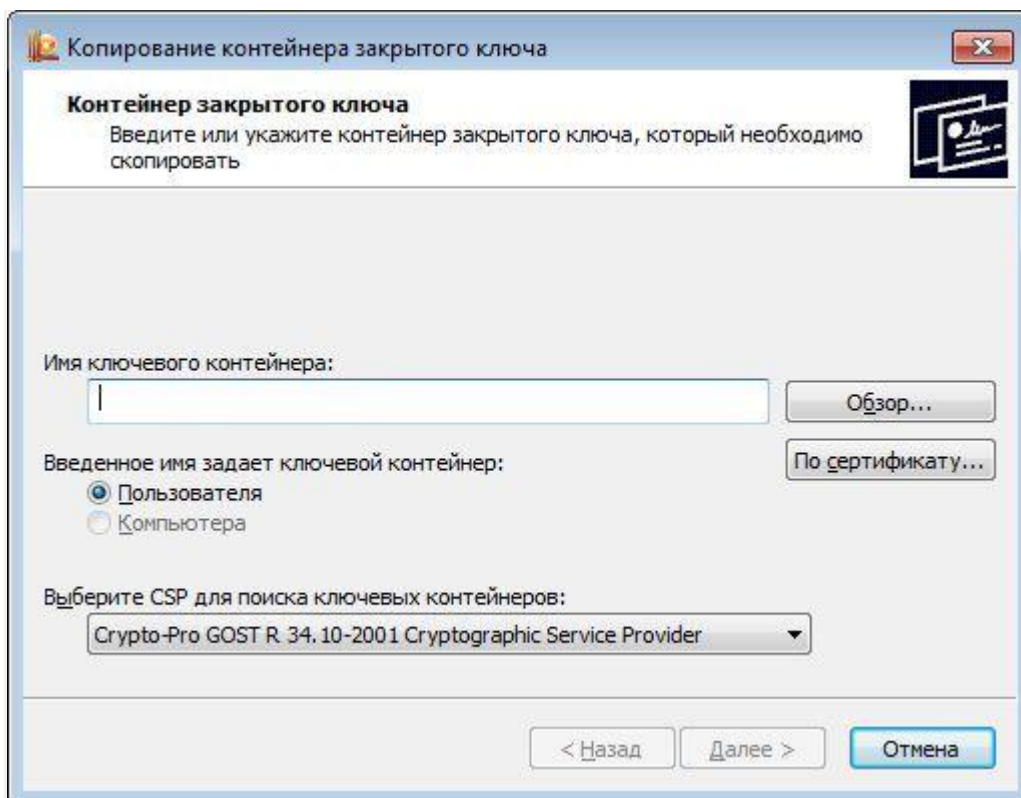 Копирование контейнера закрытого ключа
Контейнер закрытого ключа
Введите или укажите контейнер закрытого ключа, который необходимо
скопировать
Имя ключевого контейнера:
Обзор...
Введенное имя задает ключевой контейнер:
По сертификату...
Пользователя
Компьютера
Выберите CSP для поиска ключевых контейнеров:
Crypto-Pro GOST R 34.10-2001 Cryptographic Service Provider
< Назад
Далее >
Отмена